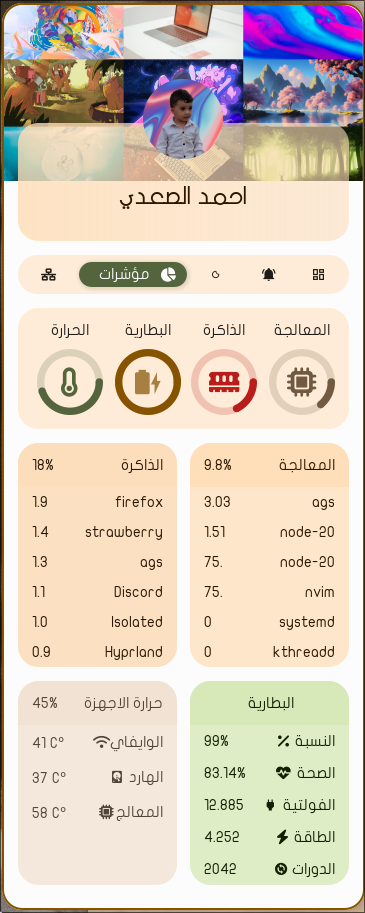 احمد الصعدي
مؤشرات
المعالجة الذاكرة البطارية الحرارة
المعالجة 9.8%
ags 3.03
node-20 1.51
node-20 75.
nvim 75.
systemd 0
kthreadd 0
الذاكرة 18%
firefox 1.9
strawberry 1.4
ags 1.3
Discord 1.1
Isolated 1.0
Hyprland 0.9
البطارية
النسبة 99%
الصحة 83.14%
الفولتية 12.885
الطاقة 4.252
الدورات 2042
حرارة الاجهزة 45%
الوايفاي 41 C°
الهارد 37 C°
المعالج 58 C°